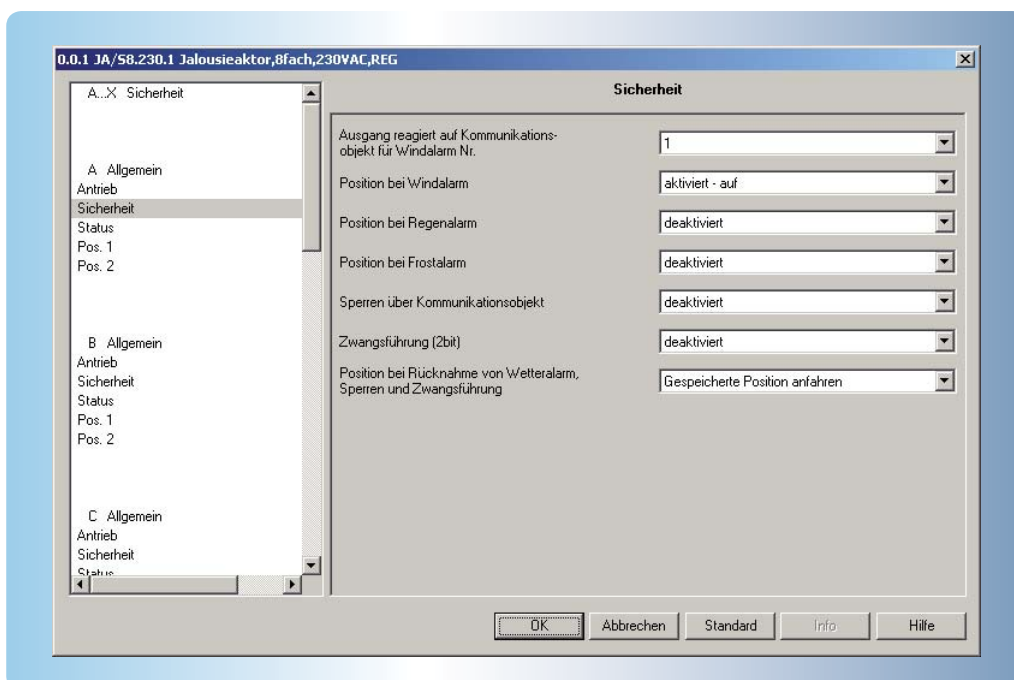 0.0.1 JA/S8.230.1 Jalousieaktor,8fach,230VAC,REG
A...X Sicherheit
A Allgemein
Antrieb
Sicherheit
Status
Pos. 1
Pos. 2
B Allgemein
Antrieb
Sicherheit
Status
Pos. 1
Pos. 2
C Allgemein
Antrieb
Sicherheit
Status
Sicherheit
Ausgang reagiert auf Kommunikations-
objekt für Windalarm Nr.
1
Position bei Windalarm
aktiviert - auf
Position bei Regenalarm
deaktiviert
Position bei Frostalarm
deaktiviert
Sperren über Kommunikationsobjekt
deaktiviert
Zwangsführung (2bit)
deaktiviert
Position bei Rücknahme von Wetteralarm,
Sperren und Zwangsführung
Gespeicherte Position anfahren
OK
Abbrechen
Standard
Info
Hilfe